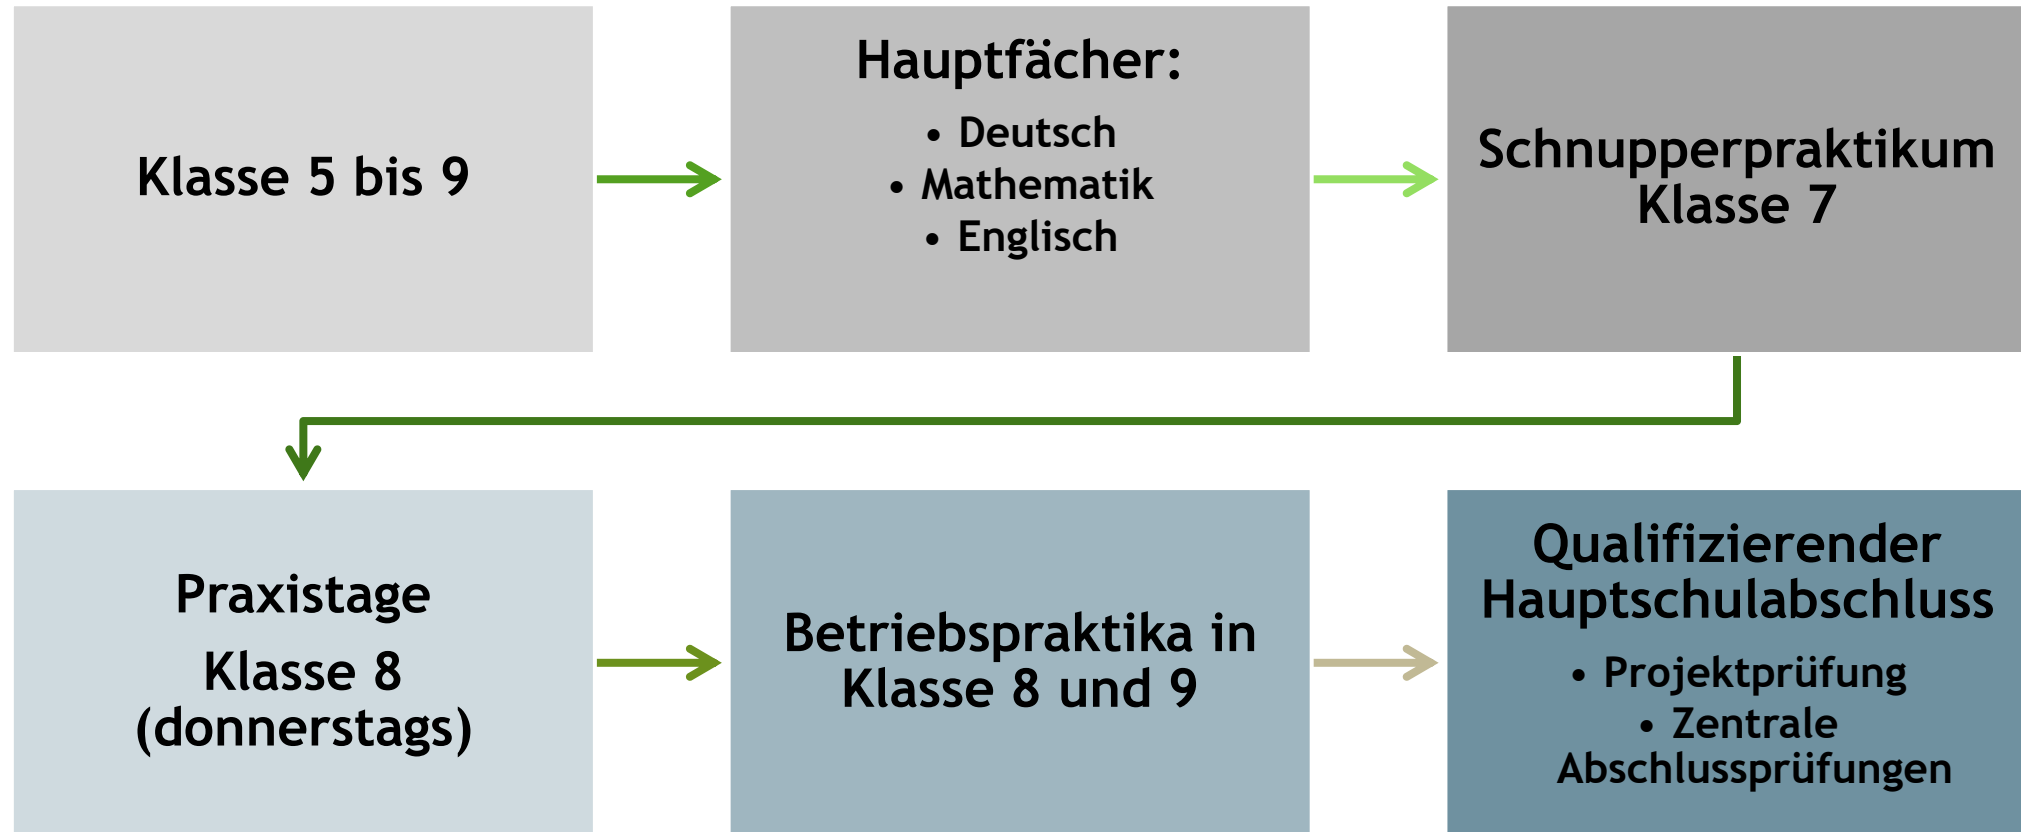 Klasse 5 bis 9
Hauptfächer:
• Deutsch
• Mathematik
• Englisch
Schnupperpraktikum
Klasse 7
Praxistage
Klasse 8
(donnerstags)
Betriebspraktika in
Klasse 8 und 9
Qualifizierender
Hauptschulabschluss
• Projektprüfung
• Zentrale
Abschlussprüfungen